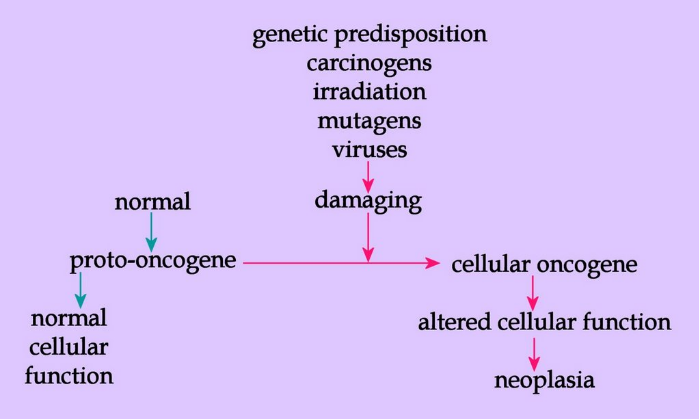 genetic predisposition
carcinogens
irradiation
mutagens
viruses
normal
damaging
proto-oncogene
cellular oncogene
normal
cellular
function
altered cellular function
neoplasia